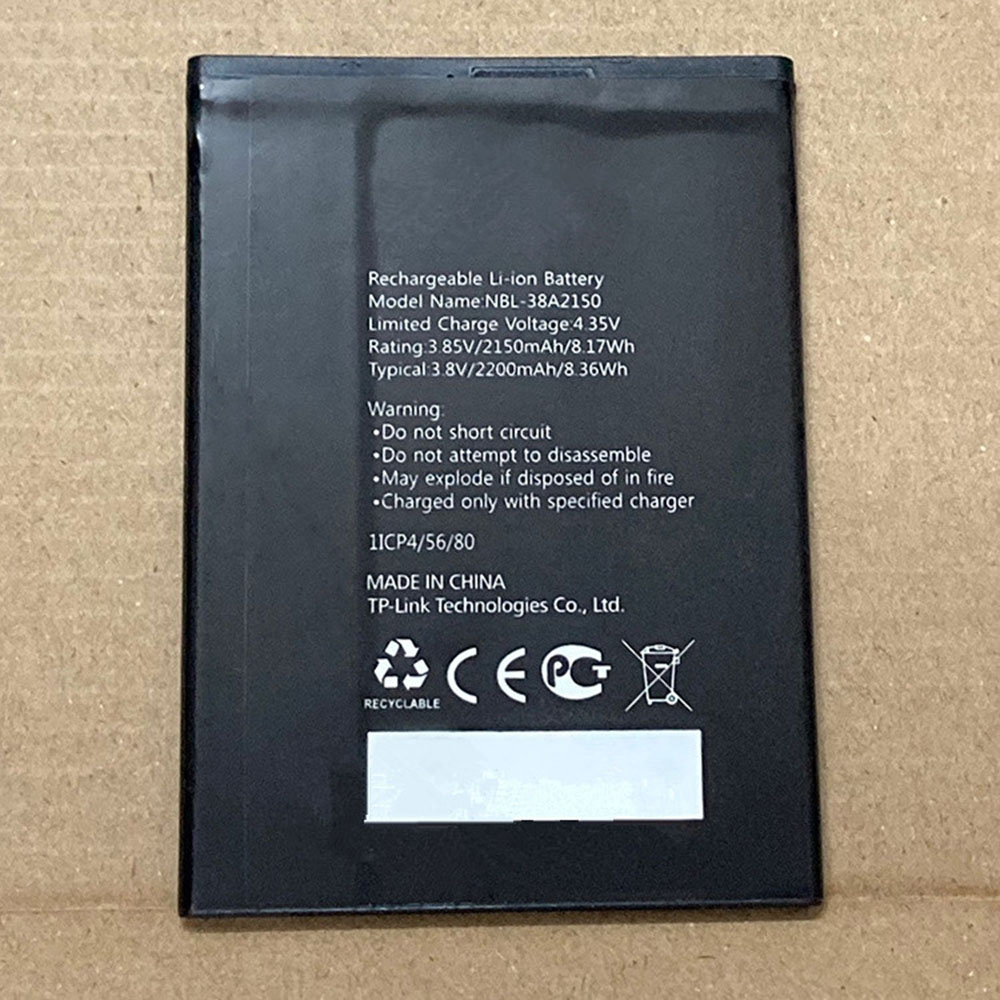 Rechargeable Li-ion Battery
Model Name:NBL-38A2150
Limited Charge Voltage:4.35V
Rating:3.85V/2150mAh/8.17Wh
Typical:3.8V/2200mAh/8.36Wh
Warning:
•Do not short circuit
•Do not attempt to disassemble
•May explode if disposed of in fire
•Charged only with specified charger
1ICP4/56/80
MADE IN CHINA
TP-Link Technologies Co., Ltd.
CE PCT
RECYCLABLE